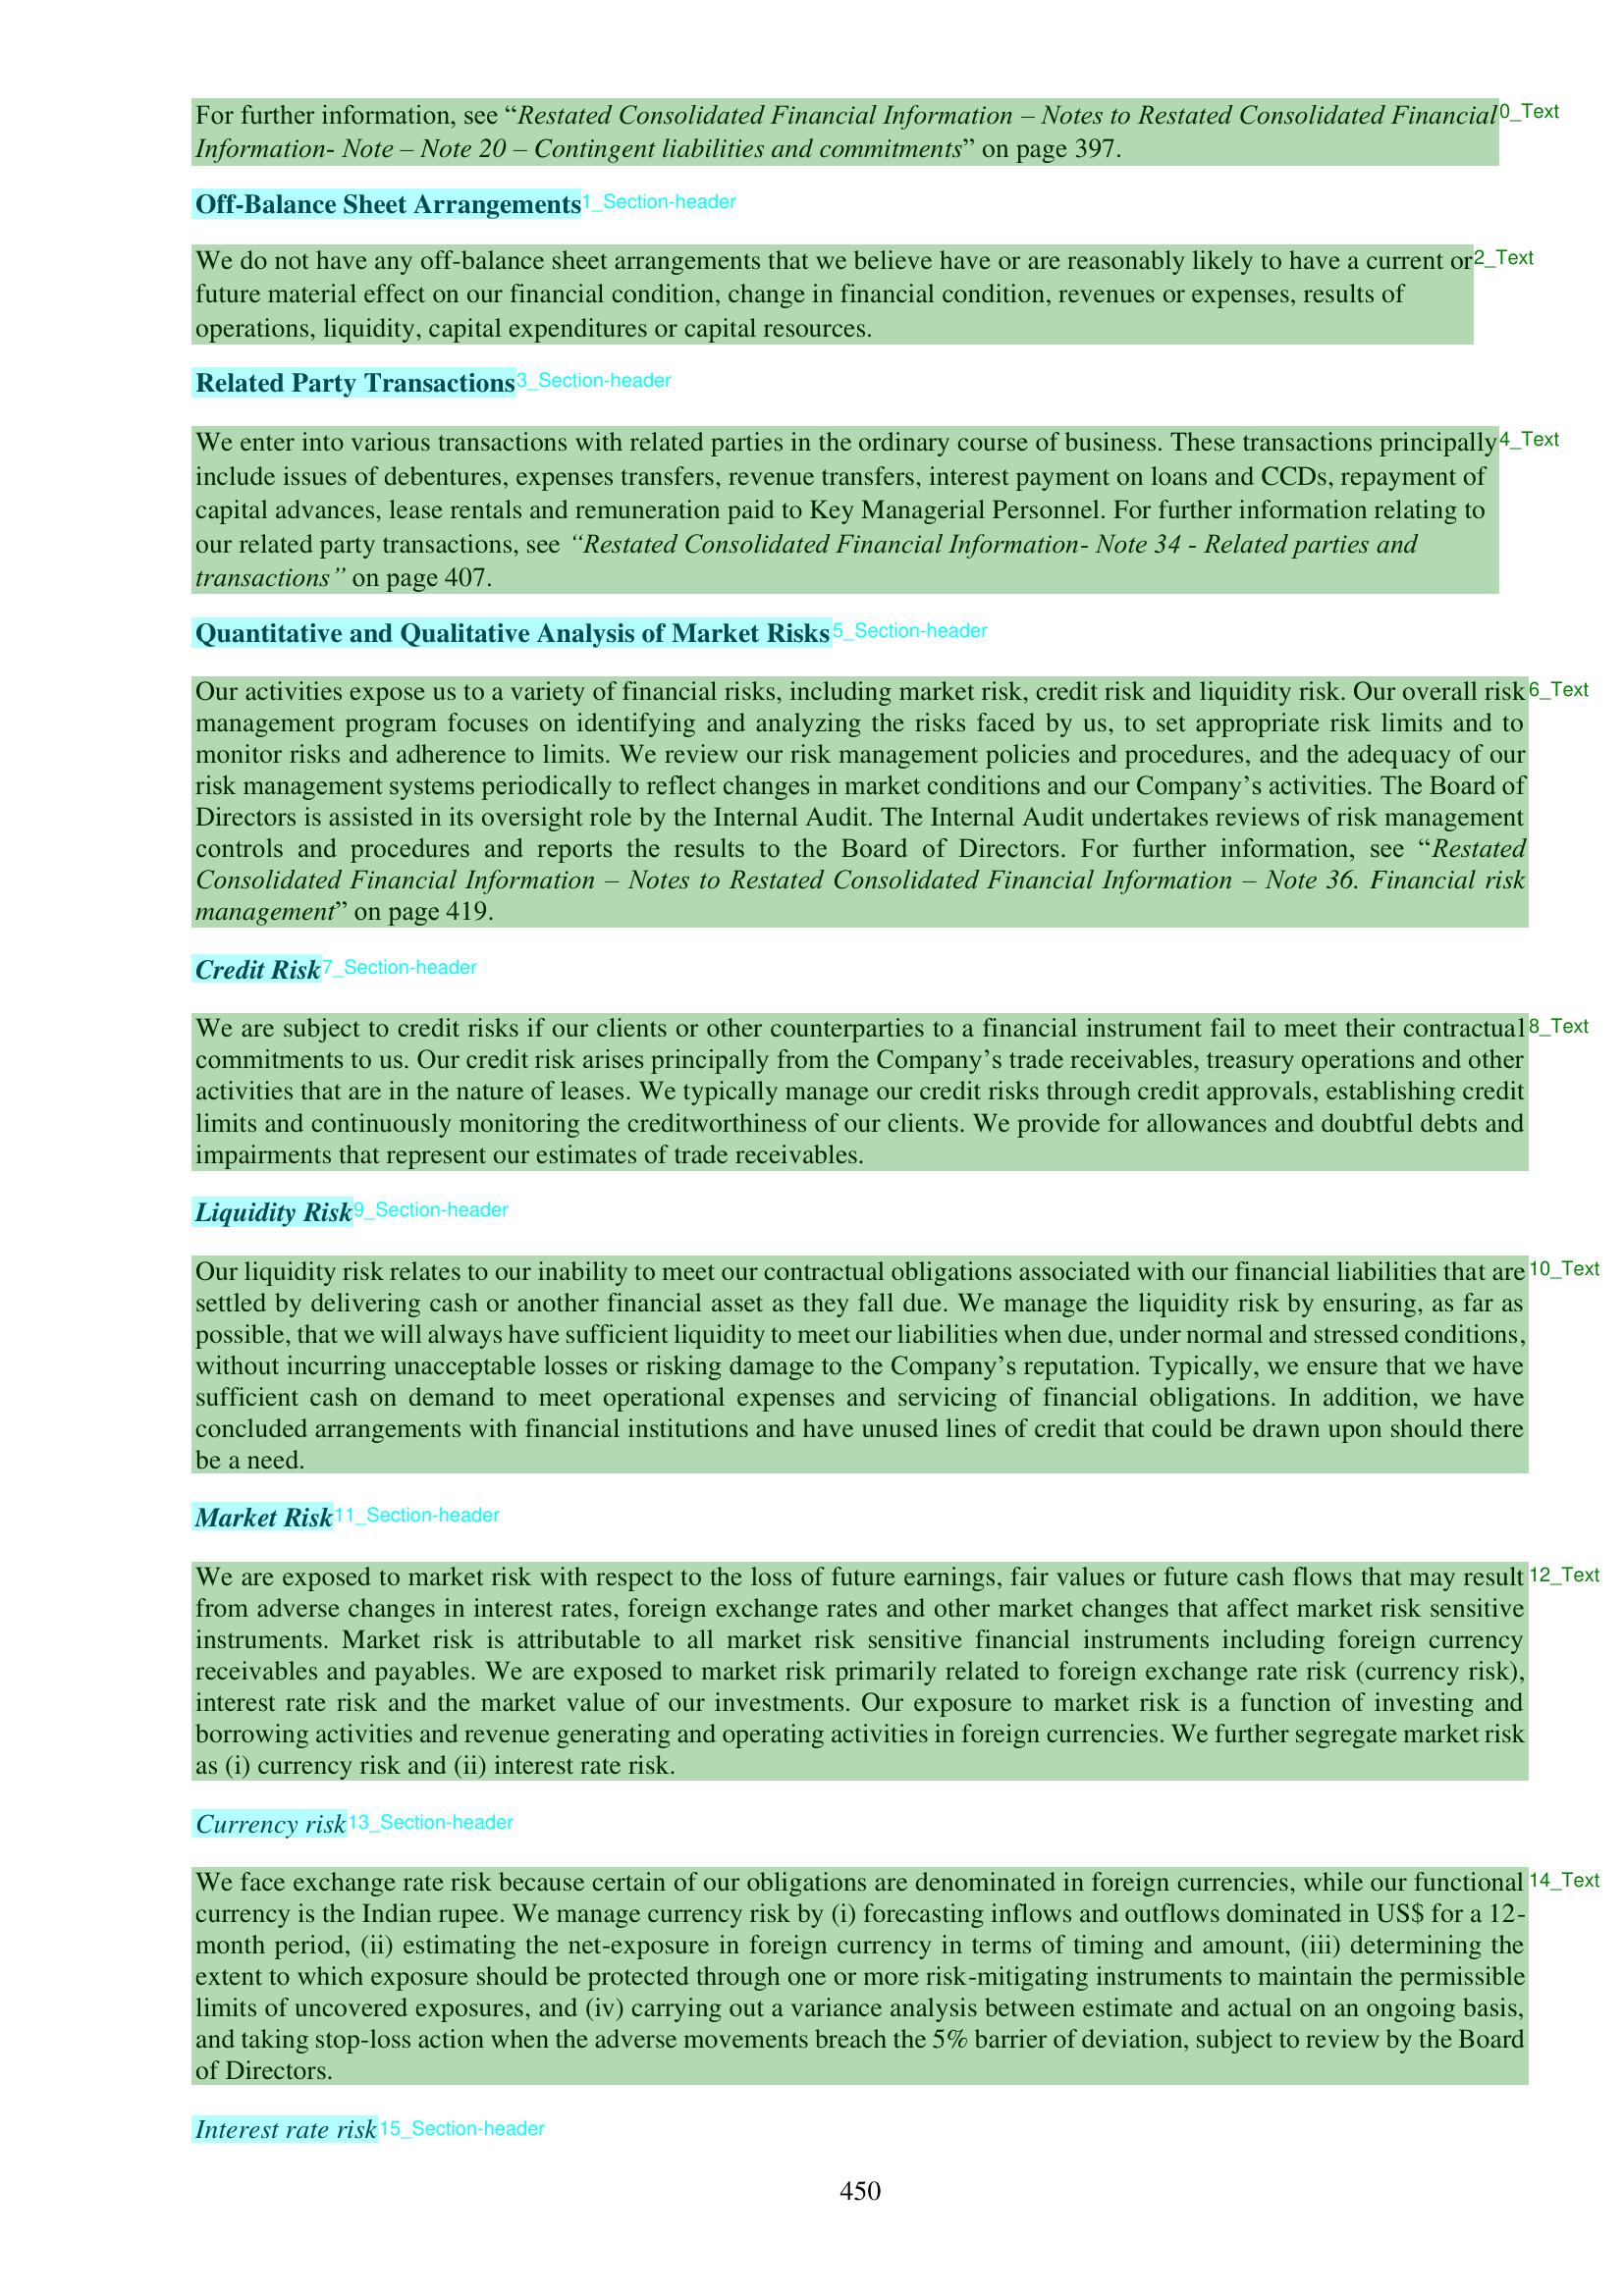 For further information, see “Restated Consolidated Financial Information – Notes to Restated Consolidated Financial 0_Text
Information- Note – Note 20 – Contingent liabilities and commitments” on page 397.
Off-Balance Sheet Arrangements 1_Section-header
We do not have any off-balance sheet arrangements that we believe have or are reasonably likely to have a current or 2_Text
future material effect on our financial condition, change in financial condition, revenues or expenses, results of
operations, liquidity, capital expenditures or capital resources.
Related Party Transactions 3_Section-header
We enter into various transactions with related parties in the ordinary course of business. These transactions principally 4_Text
include issues of debentures, expenses transfers, revenue transfers, interest payment on loans and CCDs, repayment of
capital advances, lease rentals and remuneration paid to Key Managerial Personnel. For further information relating to
our related party transactions, see “Restated Consolidated Financial Information- Note 34 - Related parties and
transactions” on page 407.
Quantitative and Qualitative Analysis of Market Risks 5_Section-header
Our activities expose us to a variety of financial risks, including market risk, credit risk and liquidity risk. Our overall risk 6_Text
management program focuses on identifying and analyzing the risks faced by us, to set appropriate risk limits and to
monitor risks and adherence to limits. We review our risk management policies and procedures, and the adequacy of our
risk management systems periodically to reflect changes in market conditions and our Company’s activities. The Board of
Directors is assisted in its oversight role by the Internal Audit. The Internal Audit undertakes reviews of risk management
controls and procedures and reports the results to the Board of Directors. For further information, see “Restated
Consolidated Financial Information – Notes to Restated Consolidated Financial Information – Note 36. Financial risk
management” on page 419.
Credit Risk 7_Section-header
We are subject to credit risks if our clients or other counterparties to a financial instrument fail to meet their contractual 8_Text
commitments to us. Our credit risk arises principally from the Company’s trade receivables, treasury operations and other
activities that are in the nature of leases. We typically manage our credit risks through credit approvals, establishing credit
limits and continuously monitoring the creditworthiness of our clients. We provide for allowances and doubtful debts and
impairments that represent our estimates of trade receivables.
Liquidity Risk 9_Section-header
Our liquidity risk relates to our inability to meet our contractual obligations associated with our financial liabilities that are 10_Text
settled by delivering cash or another financial asset as they fall due. We manage the liquidity risk by ensuring, as far as
possible, that we will always have sufficient liquidity to meet our liabilities when due, under normal and stressed conditions,
without incurring unacceptable losses or risking damage to the Company’s reputation. Typically, we ensure that we have
sufficient cash on demand to meet operational expenses and servicing of financial obligations. In addition, we have
concluded arrangements with financial institutions and have unused lines of credit that could be drawn upon should there
be a need.
Market Risk 11_Section-header
We are exposed to market risk with respect to the loss of future earnings, fair values or future cash flows that may result 12_Text
from adverse changes in interest rates, foreign exchange rates and other market changes that affect market risk sensitive
instruments. Market risk is attributable to all market risk sensitive financial instruments including foreign currency
receivables and payables. We are exposed to market risk primarily related to foreign exchange rate risk (currency risk),
interest rate risk and the market value of our investments. Our exposure to market risk is a function of investing and
borrowing activities and revenue generating and operating activities in foreign currencies. We further segregate market risk
as (i) currency risk and (ii) interest rate risk.
Currency risk 13_Section-header
We face exchange rate risk because certain of our obligations are denominated in foreign currencies, while our functional 14_Text
currency is the Indian rupee. We manage currency risk by (i) forecasting inflows and outflows dominated in US$ for a 12-
month period, (ii) estimating the net-exposure in foreign currency in terms of timing and amount, (iii) determining the
extent to which exposure should be protected through one or more risk-mitigating instruments to maintain the permissible
limits of uncovered exposures, and (iv) carrying out a variance analysis between estimate and actual on an ongoing basis,
and taking stop-loss action when the adverse movements breach the 5% barrier of deviation, subject to review by the Board
of Directors.
Interest rate risk 15_Section-header
450